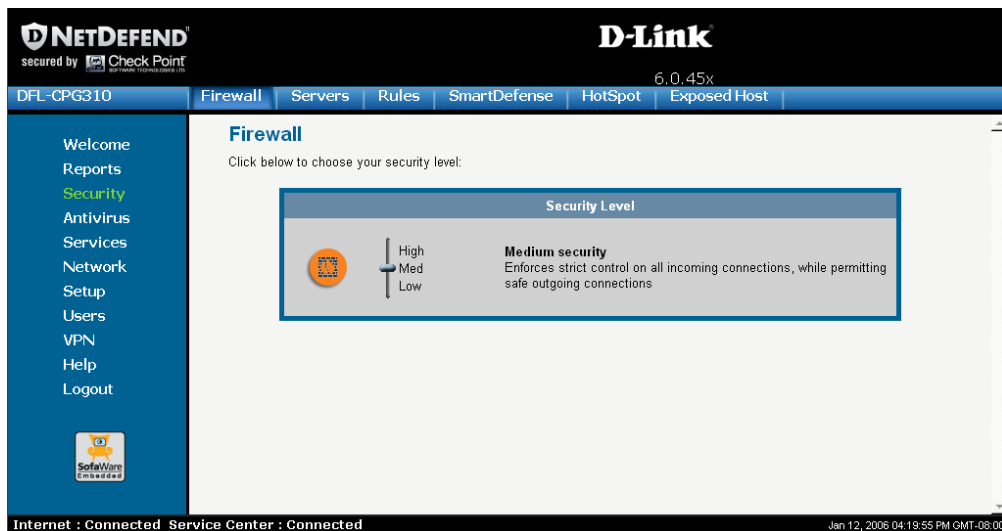 NETDEFEND
secured by Check Point
SOFTWARE TECHNOLOGIES LTD.
D-Link
6.0.45x
DFL-CPG310
Firewall
Servers
Rules
SmartDefense
HotSpot
Exposed Host
Welcome
Reports
Security
Antivirus
Services
Network
Setup
Users
VPN
Help
Logout
SofaWare
Embedded
Firewall
Click below to choose your security level:
Security Level
High
Med
Low
Medium security
Enforces strict control on all incoming connections, while permitting
safe outgoing connections
Internet : Connected Service Center : Connected
Jan 12, 2006 04:19:55 PM GMT-08:00